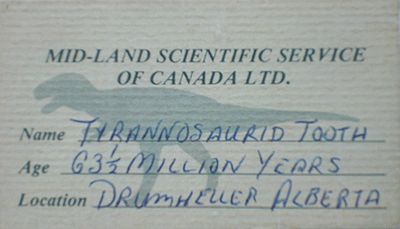 MID-LAND SCIENTIFIC SERVICE
OF CANADA LTD.
Name TYRANNOSAURID TOOTH
Age 63½ MILLION YEARS
Location DRUMHELLER ALBERTA